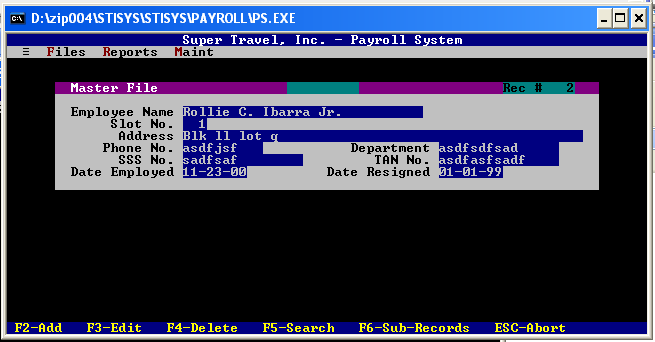 D:\zip004\STISYS\STISYS\PAYROLL\PS.EXE
Super Travel, Inc. - Payroll System
≡ Files Reports Maint
Master File Rec # 2
Employee Name Rollie C. Ibarra Jr.
Slot No. 1
Address Blk ll lot q
Phone No. asdfjsf Department asdfsdfsad
SSS No. sadfsaf TAN No. asdfasfsadf
Date Employed 11-23-00 Date Resigned 01-01-99
F2-Add F3-Edit F4-Delete F5-Search F6-Sub-Records ESC-Abort